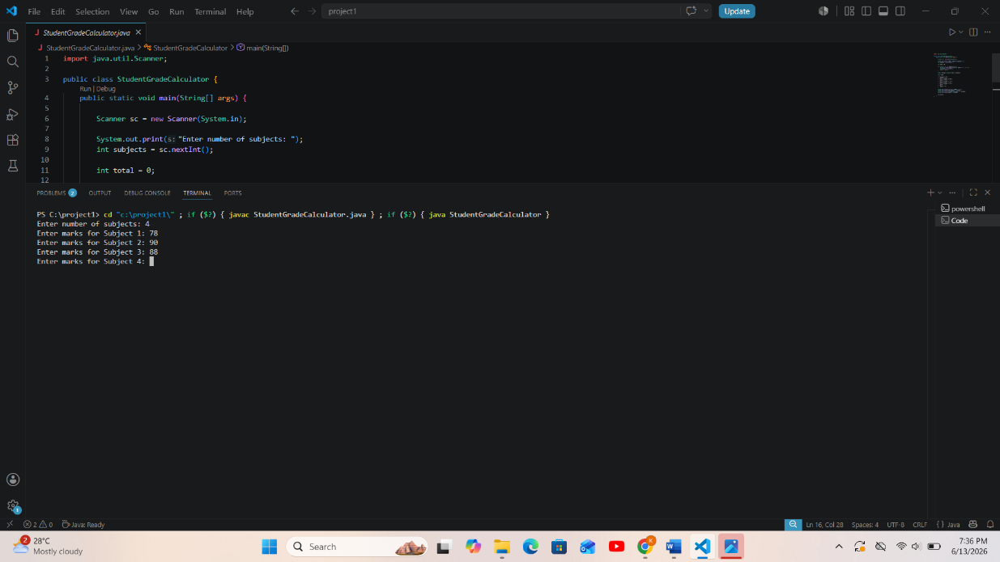 File Edit Selection View Go Run Terminal Help project1 Update
StudentGradeCalculator.java
StudentGradeCalculator.java > StudentGradeCalculator > main(String[])
1 import java.util.Scanner;
2
3 public class StudentGradeCalculator {
Run | Debug
4 public static void main(String[] args) {
5
6 Scanner sc = new Scanner(System.in);
7
8 System.out.print(s:"Enter number of subjects: ");
9 int subjects = sc.nextInt();
10
11 int total = 0;
12
PROBLEMS 2 OUTPUT DEBUG CONSOLE TERMINAL PORTS
powershell
Code
PS C:\project1> cd "c:\project1\" ; if ($?) { javac StudentGradeCalculator.java } ; if ($?) { java StudentGradeCalculator }
Enter number of subjects: 4
Enter marks for Subject 1: 78
Enter marks for Subject 2: 90
Enter marks for Subject 3: 88
Enter marks for Subject 4:
1
2 0 Java: Ready Ln 16, Col 28 Spaces: 4 UTF-8 CRLF {} Java
2 28°C
Mostly cloudy
Search
K
7:36 PM
6/13/2026